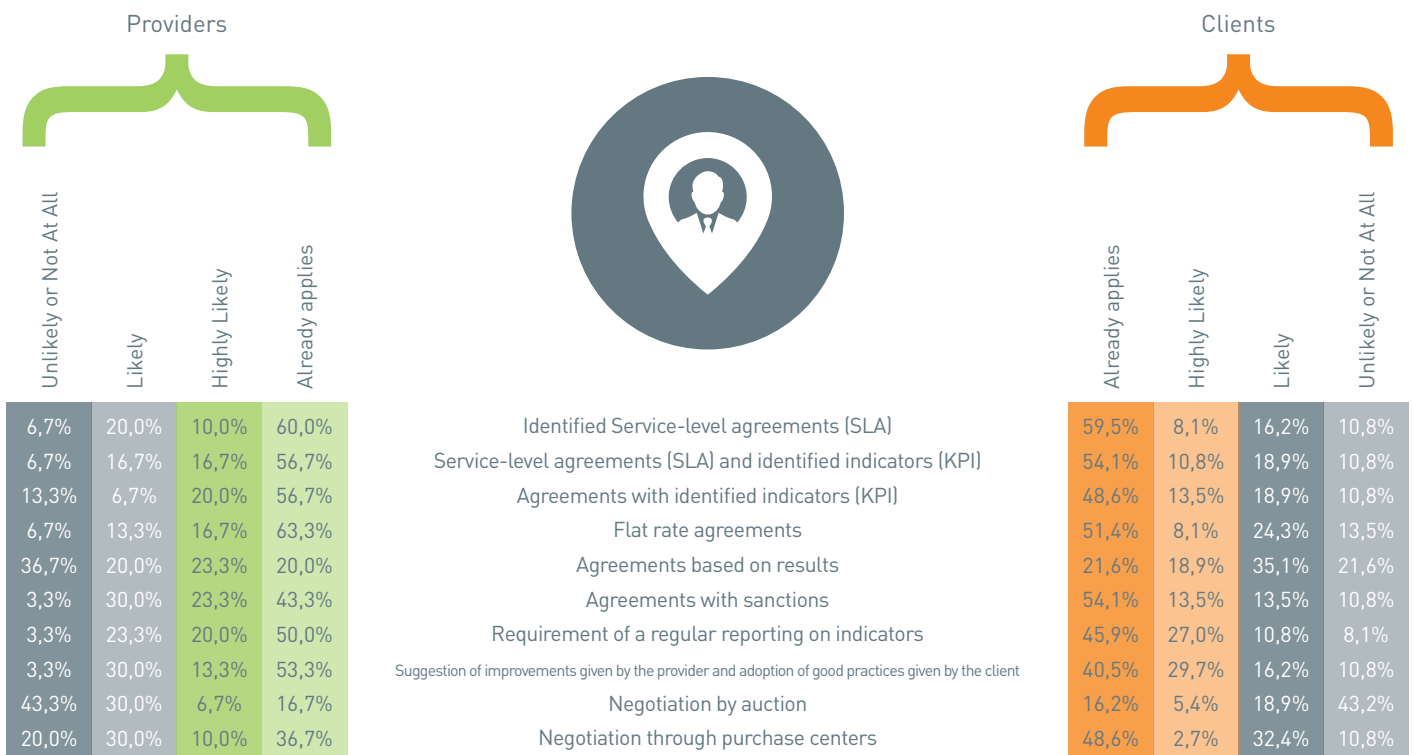 Providers
Clients
Unlikely or Not At All
Likely
Highly Likely
Already applies
Already applies
Highly Likely
Likely
Unlikely or Not At All
6,7% 20,0% 10,0% 60,0% Identified Service-level agreements (SLA) 59,5% 8,1% 16,2% 10,8%
6,7% 16,7% 16,7% 56,7% Service-level agreements (SLA) and identified indicators (KPI) 54,1% 10,8% 18,9% 10,8%
13,3% 6,7% 20,0% 56,7% Agreements with identified indicators (KPI) 48,6% 13,5% 18,9% 10,8%
6,7% 13,3% 16,7% 63,3% Flat rate agreements 51,4% 8,1% 24,3% 13,5%
36,7% 20,0% 23,3% 20,0% Agreements based on results 21,6% 18,9% 35,1% 21,6%
3,3% 30,0% 23,3% 43,3% Agreements with sanctions 54,1% 13,5% 13,5% 10,8%
3,3% 23,3% 20,0% 50,0% Requirement of a regular reporting on indicators 45,9% 27,0% 10,8% 8,1%
3,3% 30,0% 13,3% 53,3% Suggestion of improvements given by the provider and adoption of good practices given by the client 40,5% 29,7% 16,2% 10,8%
43,3% 30,0% 6,7% 16,7% Negotiation by auction 16,2% 5,4% 18,9% 43,2%
20,0% 30,0% 10,0% 36,7% Negotiation through purchase centers 48,6% 2,7% 32,4% 10,8%